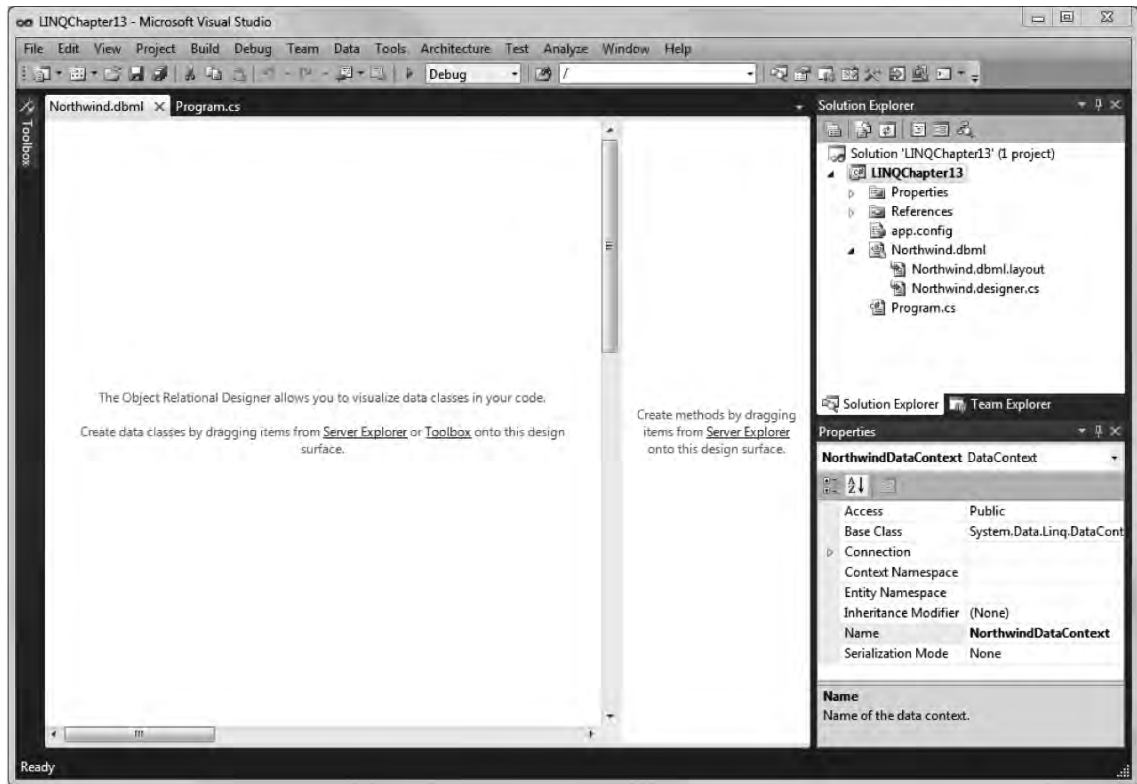 LINQChapter13 - Microsoft Visual Studio
File Edit View Project Build Debug Team Data Tools Architecture Test Analyze Window Help
Debug
/
Toolbox
Northwind.dbml
Program.cs
The Object Relational Designer allows you to visualize data classes in your code.
Create data classes by dragging items from Server Explorer or Toolbox onto this design
surface.
Create methods by dragging
items from Server Explorer
onto this design surface.
Solution Explorer
Solution 'LINQChapter13' (1 project)
LINQChapter13
Properties
References
app.config
Northwind.dbml
Northwind.dbml.layout
Northwind.designer.cs
Program.cs
Solution Explorer
Team Explorer
Properties
NorthwindDataContext DataContext
Access Public
Base Class System.Data.Linq.DataCont
Connection
Context Namespace
Entity Namespace
Inheritance Modifier (None)
Name NorthwindDataContext
Serialization Mode None
Name
Name of the data context.
Ready